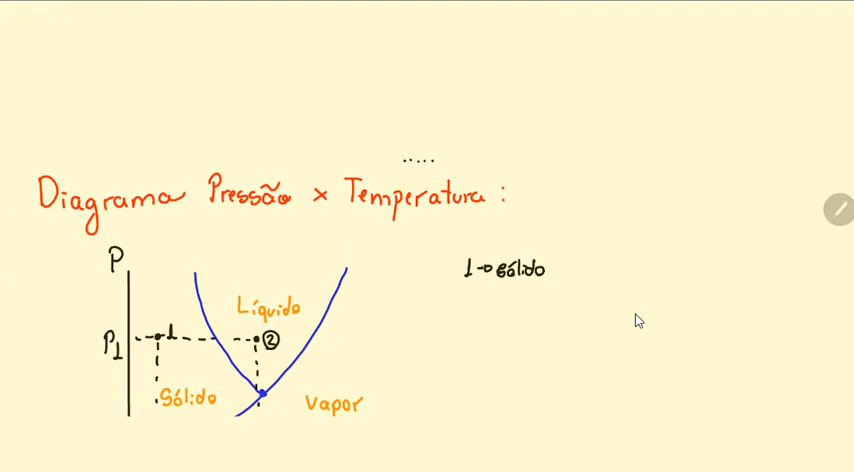 Diagrama Pressão × Temperatura :
P
1 → sólido
Líquido
P1
1
2
Sólido
Vapor